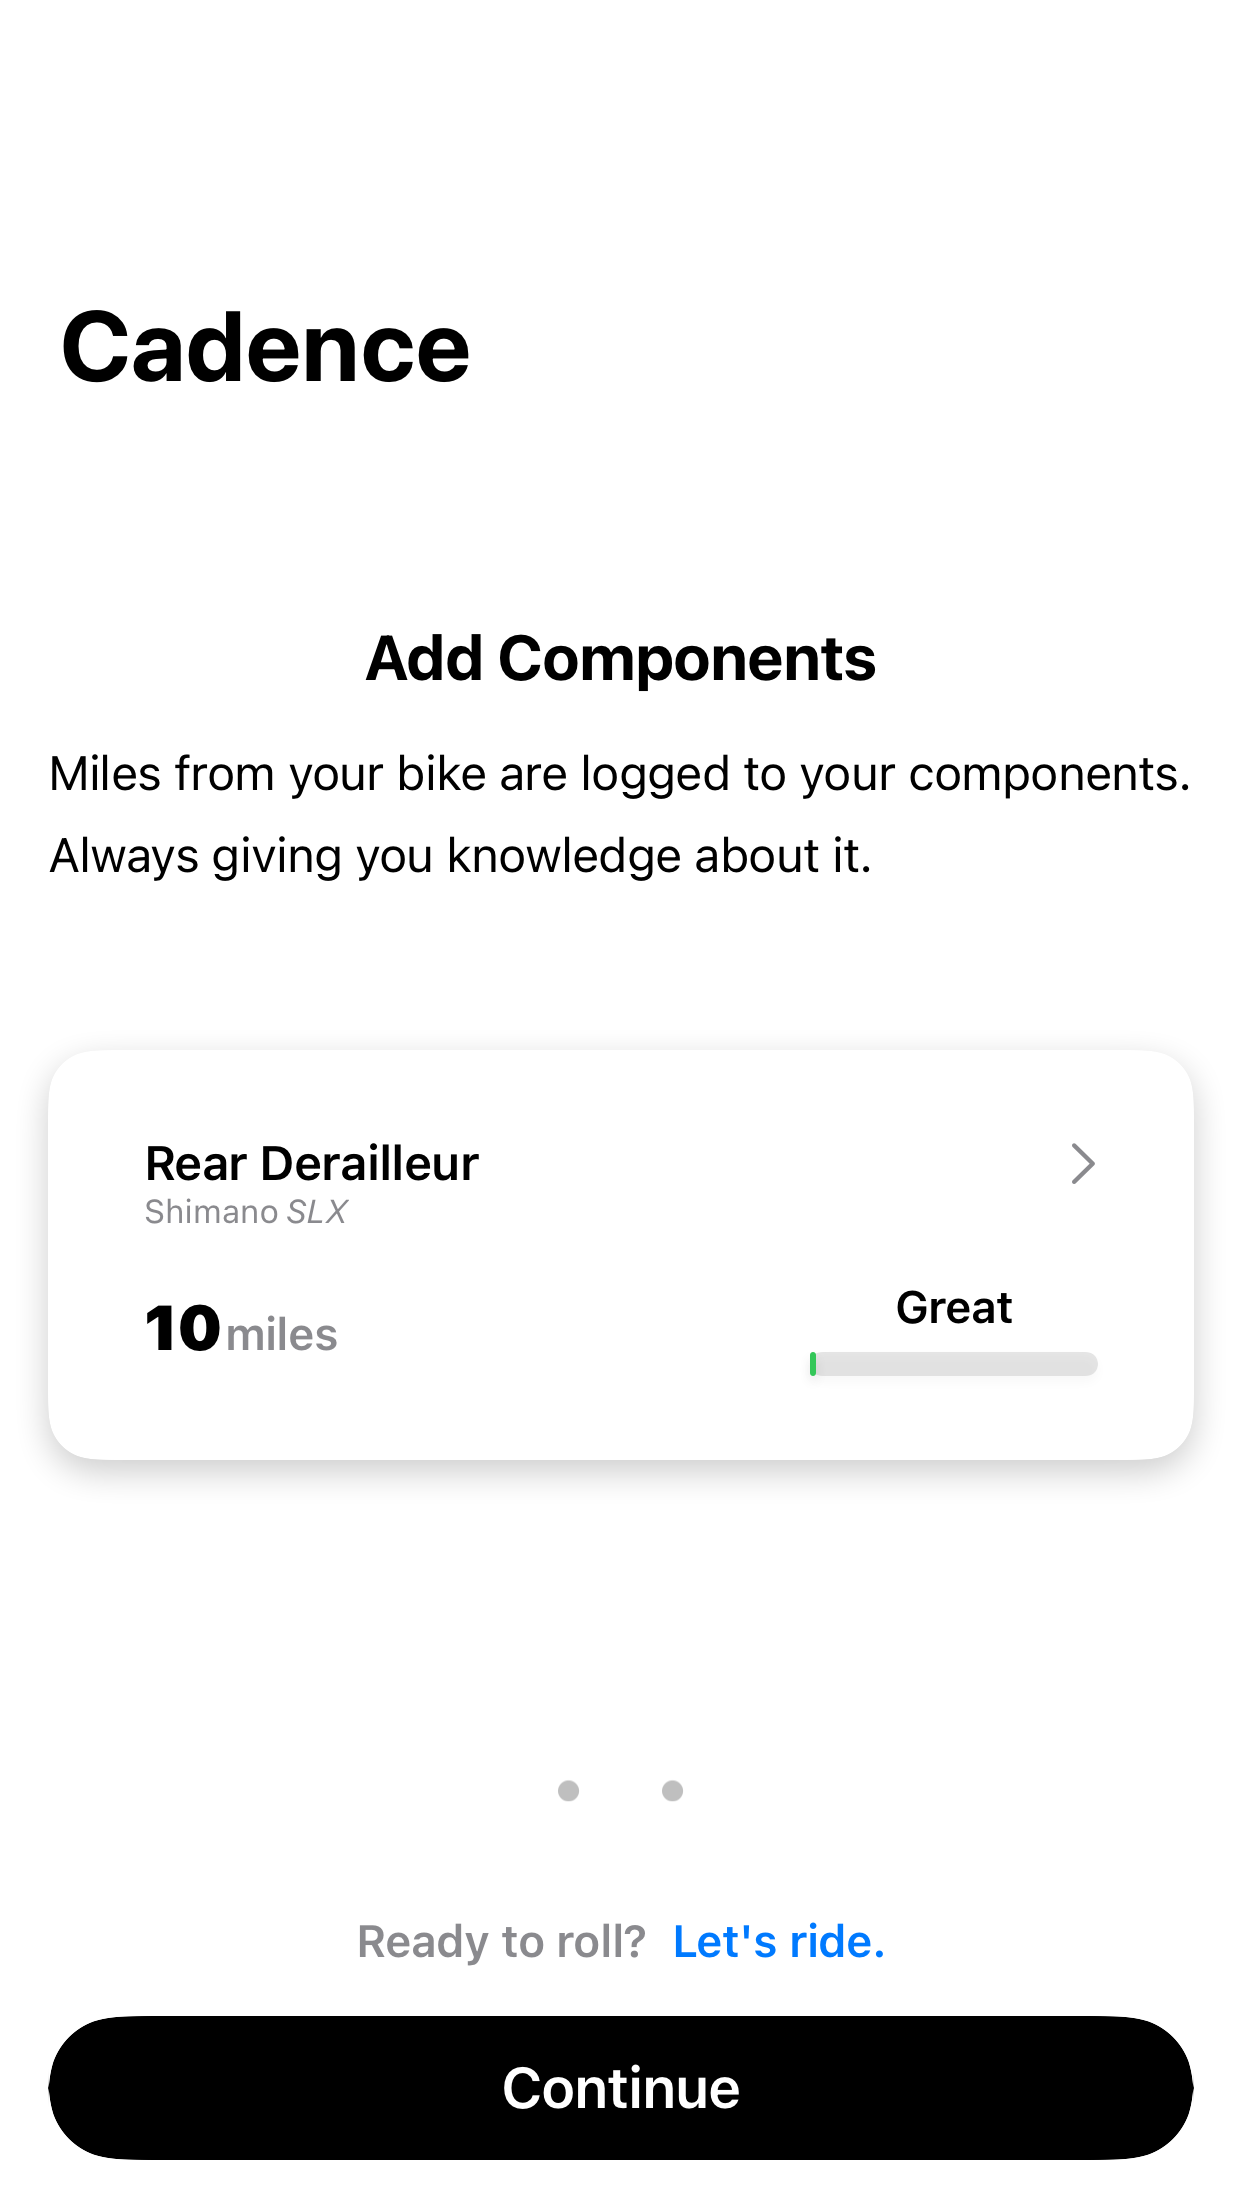 Cadence
Add Components
Miles from your bike are logged to your components.
Always giving you knowledge about it.
Rear Derailleur
Shimano SLX
10 miles
Great
Ready to roll? Let's ride.
Continue